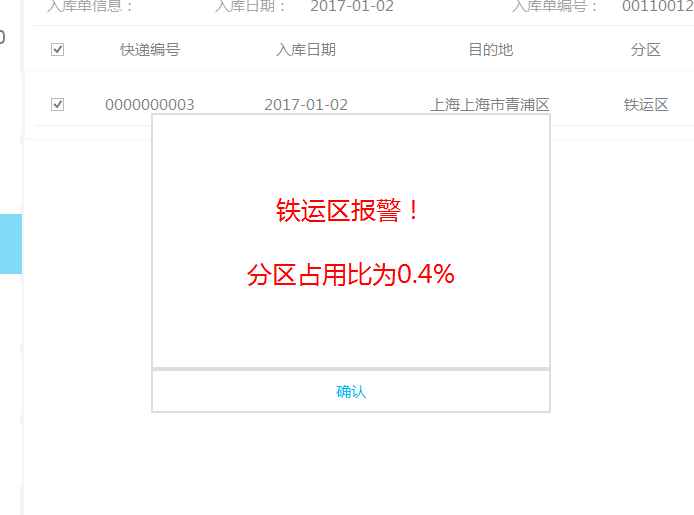 入库单信息： 入库日期： 2017-01-02 入库单编号： 00110012
0
快递编号 入库日期 目的地 分区
0000000003 2017-01-02 上海上海市青浦区 铁运区
铁运区报警！
分区占用比为0.4%
确认